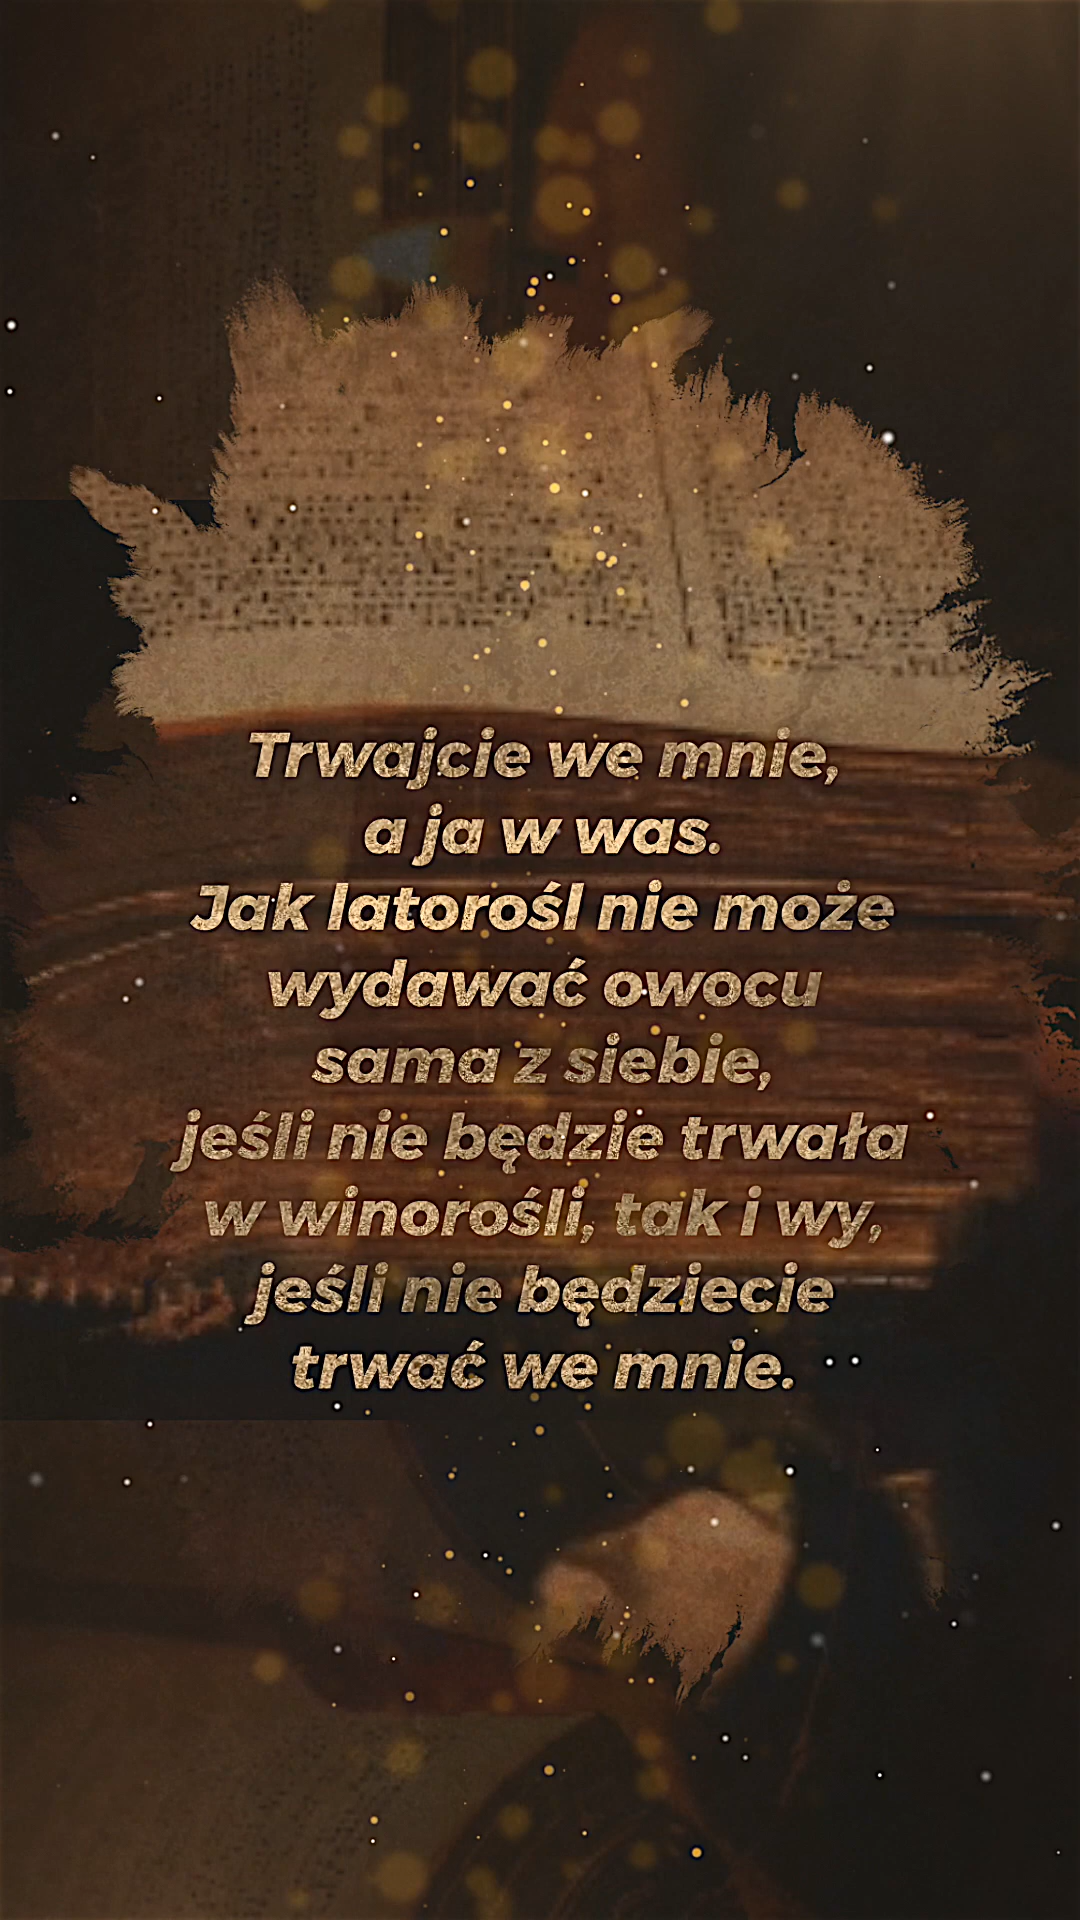 Trwajcie we mnie,
a ja w was.
Jak latorośl nie może
wydawać owocu
sama z siebie,
jeśli nie będzie trwała
w winorośli, tak i wy,
jeśli nie będziecie
trwać we mnie.